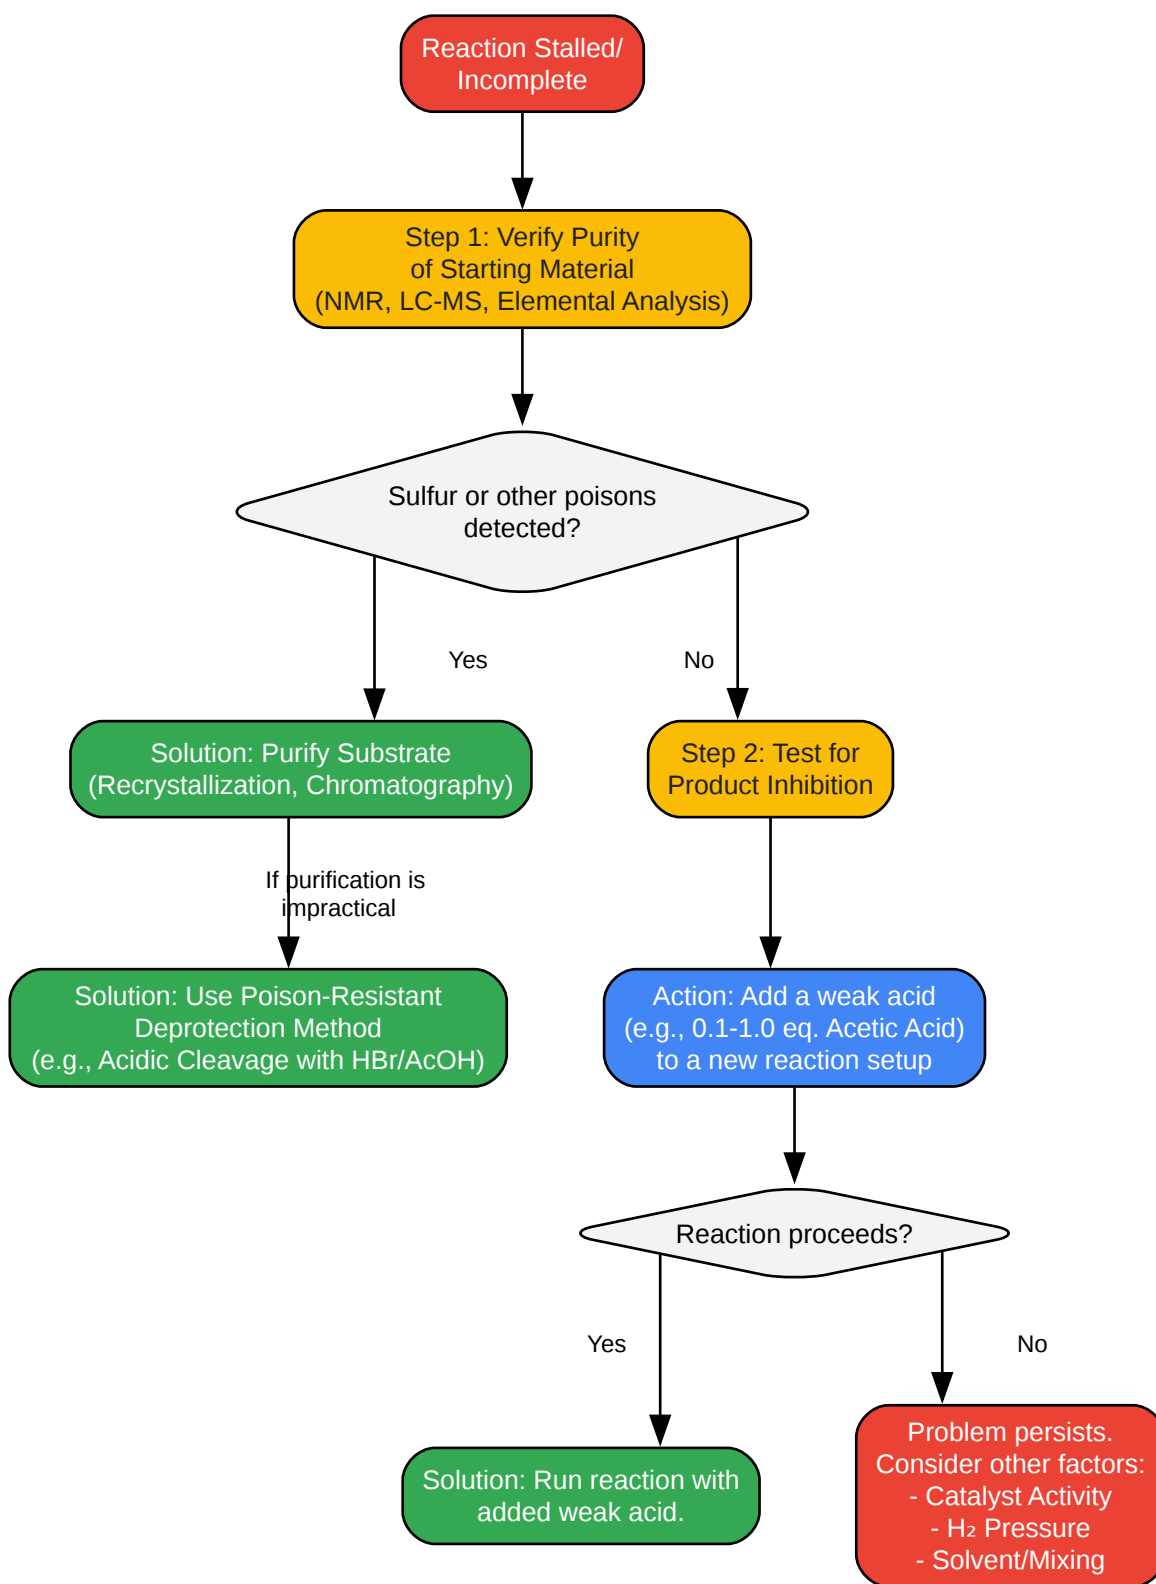 Reaction Stalled/
Incomplete
Step 1: Verify Purity
of Starting Material
(NMR, LC-MS, Elemental Analysis)
Sulfur or other poisons
detected?
Yes
No
Solution: Purify Substrate
(Recrystallization, Chromatography)
Step 2: Test for
Product Inhibition
If purification is
impractical
Solution: Use Poison-Resistant
Deprotection Method
(e.g., Acidic Cleavage with HBr/AcOH)
Action: Add a weak acid
(e.g., 0.1-1.0 eq. Acetic Acid)
to a new reaction setup
Reaction proceeds?
Yes
No
Solution: Run reaction with
added weak acid.
Problem persists.
Consider other factors:
- Catalyst Activity
- H₂ Pressure
- Solvent/Mixing